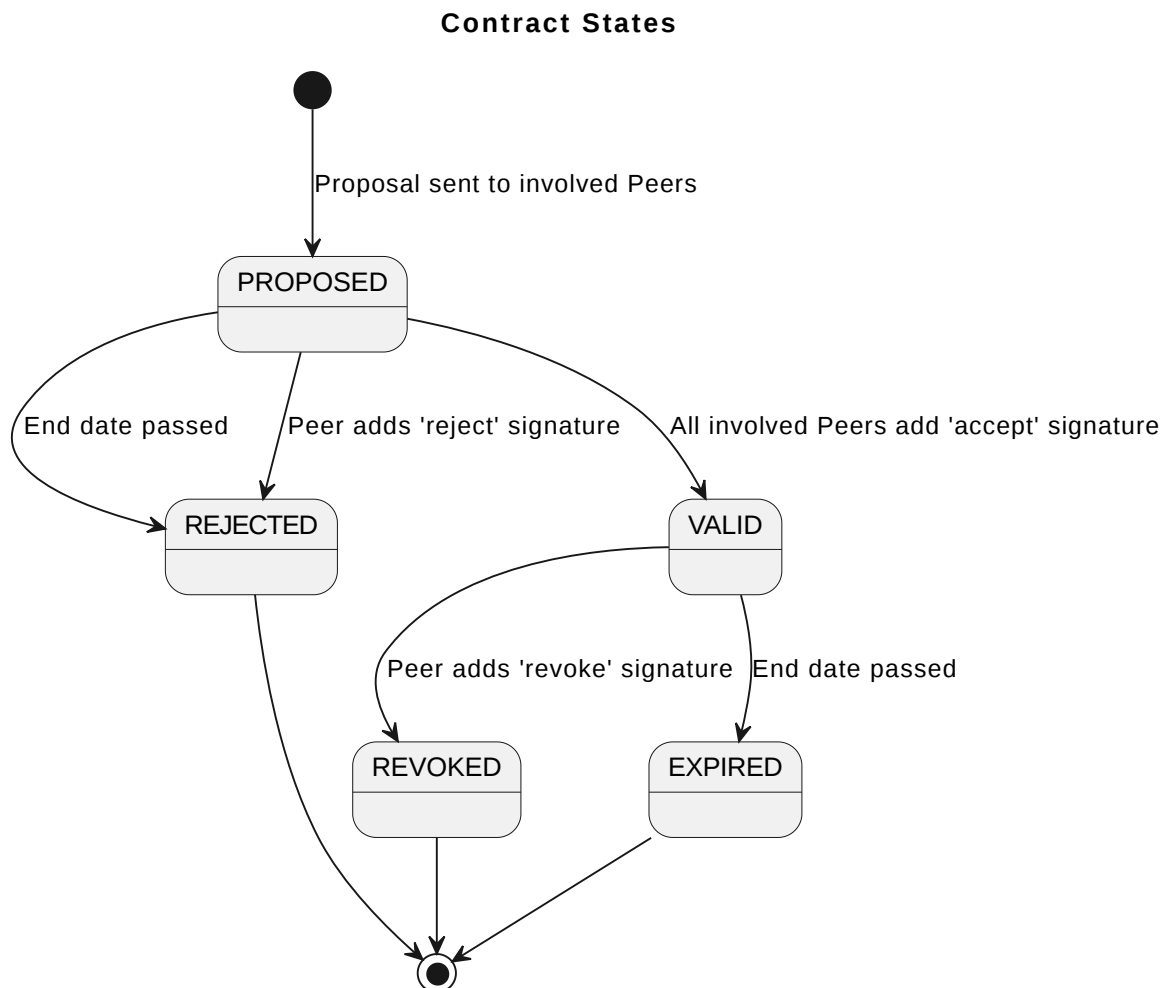 Contract States
Proposal sent to involved Peers
PROPOSED
End date passed
Peer adds 'reject' signature
All involved Peers add 'accept' signature
REJECTED
VALID
Peer adds 'revoke' signature
End date passed
REVOKED
EXPIRED